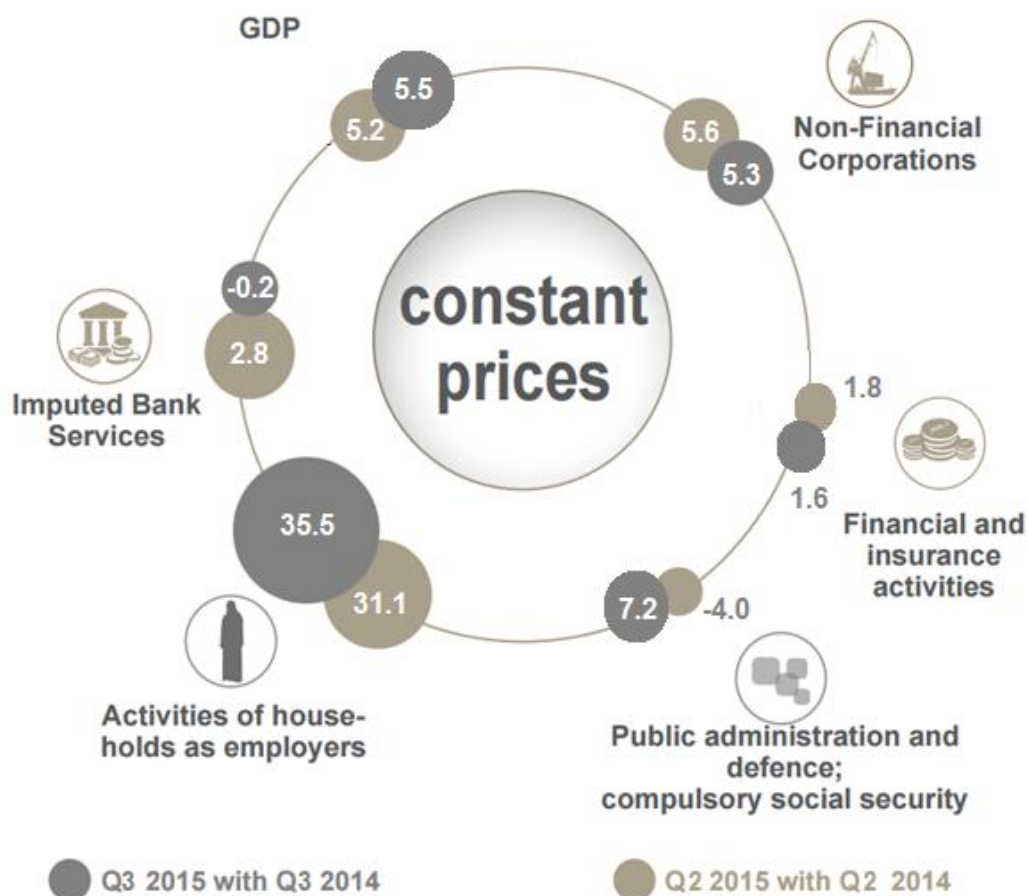 GDP
5.5
5.2
5.6
5.3
Non-Financial
Corporations
-0.2
2.8
Imputed Bank
Services
constant
prices
1.8
1.6
Financial and
insurance
activities
35.5
31.1
7.2
-4.0
Activities of house-
holds as employers
Public administration and
defence;
compulsory social security
Q3 2015 with Q3 2014
Q2 2015 with Q2 2014